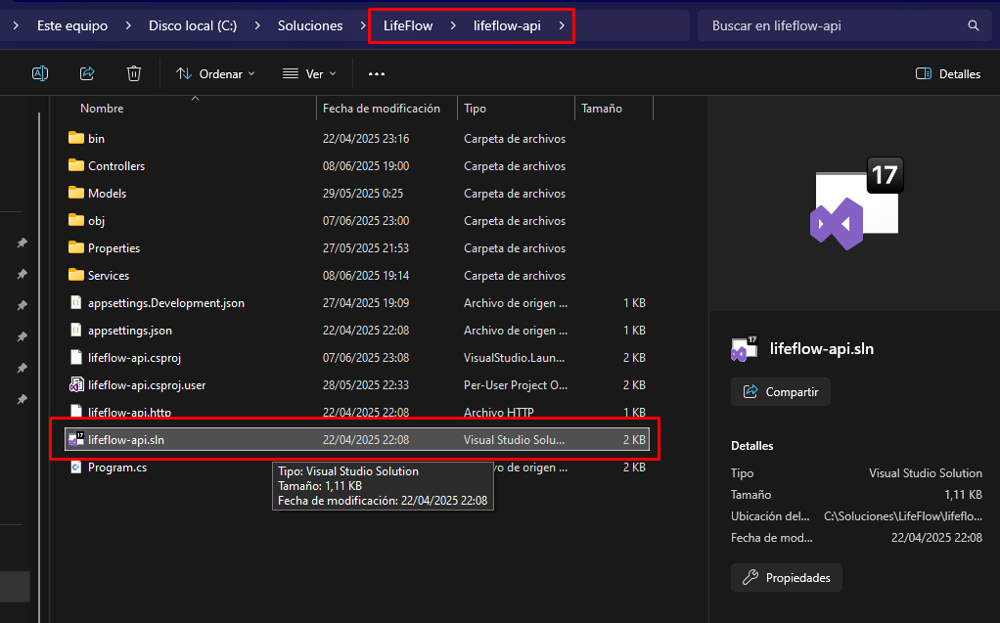 Este equipo > Disco local (C:) > Soluciones > LifeFlow > lifeflow-api >
Buscar en lifeflow-api
Ordenar
Ver
Detalles
Nombre Fecha de modificación Tipo Tamaño
bin 22/04/2025 23:16 Carpeta de archivos
Controllers 08/06/2025 19:00 Carpeta de archivos
Models 29/05/2025 0:25 Carpeta de archivos
obj 07/06/2025 23:00 Carpeta de archivos
Properties 27/05/2025 21:53 Carpeta de archivos
Services 08/06/2025 19:14 Carpeta de archivos
appsettings.Development.json 27/04/2025 19:09 Archivo de origen ... 1 KB
appsettings.json 22/04/2025 22:08 Archivo de origen ... 1 KB
lifeflow-api.csproj 07/06/2025 23:08 VisualStudio.Laun... 2 KB
lifeflow-api.csproj.user 28/05/2025 22:33 Per-User Project O... 2 KB
lifeflow-api.http 22/04/2025 22:08 Archivo HTTP 1 KB
lifeflow-api.sln 22/04/2025 22:08 Visual Studio Solu... 2 KB
Program.cs de origen ... 2 KB
Tipo: Visual Studio Solution
Tamaño: 1,11 KB
Fecha de modificación: 22/04/2025 22:08
17
17
lifeflow-api.sln
Compartir
Detalles
Tipo Visual Studio Solution
Tamaño 1,11 KB
Ubicación del... C:\Soluciones\LifeFlow\lifeflo...
Fecha de mod... 22/04/2025 22:08
Propiedades